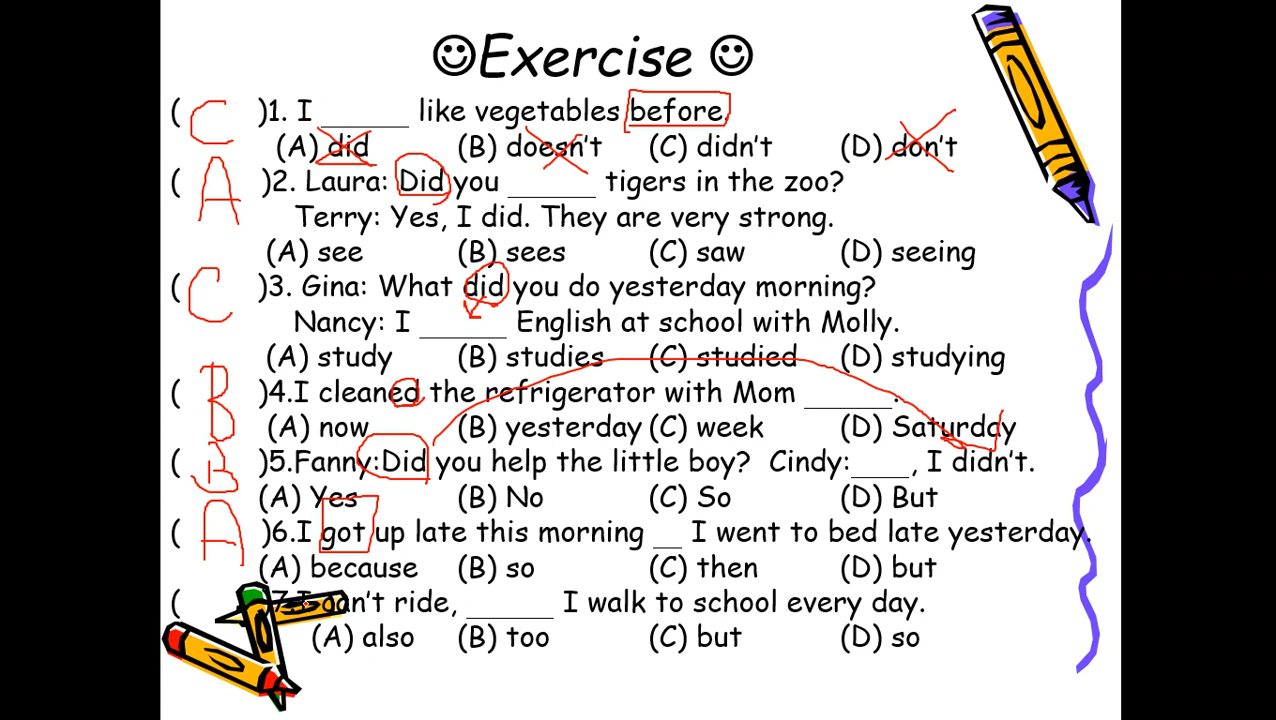 ☺Exercise ☺
( C )1. I ______ like vegetables before.
(A) did (B) doesn't (C) didn't (D) don't
( A )2. Laura: Did you ______ tigers in the zoo?
Terry: Yes, I did. They are very strong.
(A) see (B) sees (C) saw (D) seeing
( C )3. Gina: What did you do yesterday morning?
Nancy: I ______ English at school with Molly.
(A) study (B) studies (C) studied (D) studying
( B )4.I cleaned the refrigerator with Mom ______.
(A) now (B) yesterday (C) week (D) Saturday
( B )5.Fanny:Did you help the little boy? Cindy:____, I didn't.
(A) Yes (B) No (C) So (D) But
( A )6.I got up late this morning __ I went to bed late yesterday.
(A) because (B) so (C) then (D) but
( 7.I can't ride, ______ I walk to school every day.
(A) also (B) too (C) but (D) so